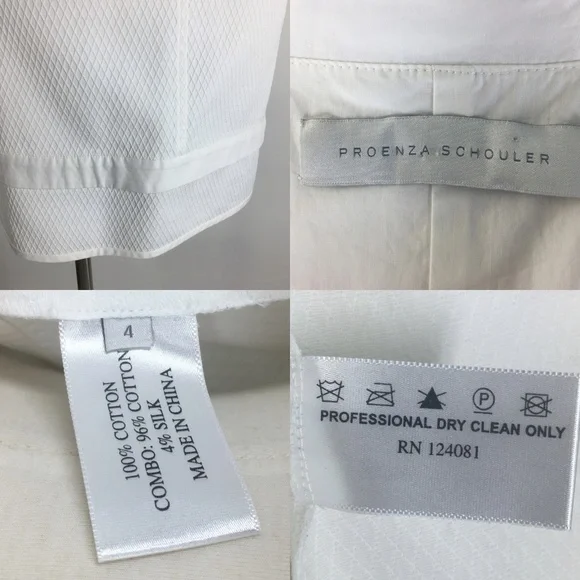 PROENZA SCHOULER
4
100% COTTON
COMBO: 96% COTTON
4% SILK
MADE IN CHINA
P
PROFESSIONAL DRY CLEAN ONLY
RN 124081